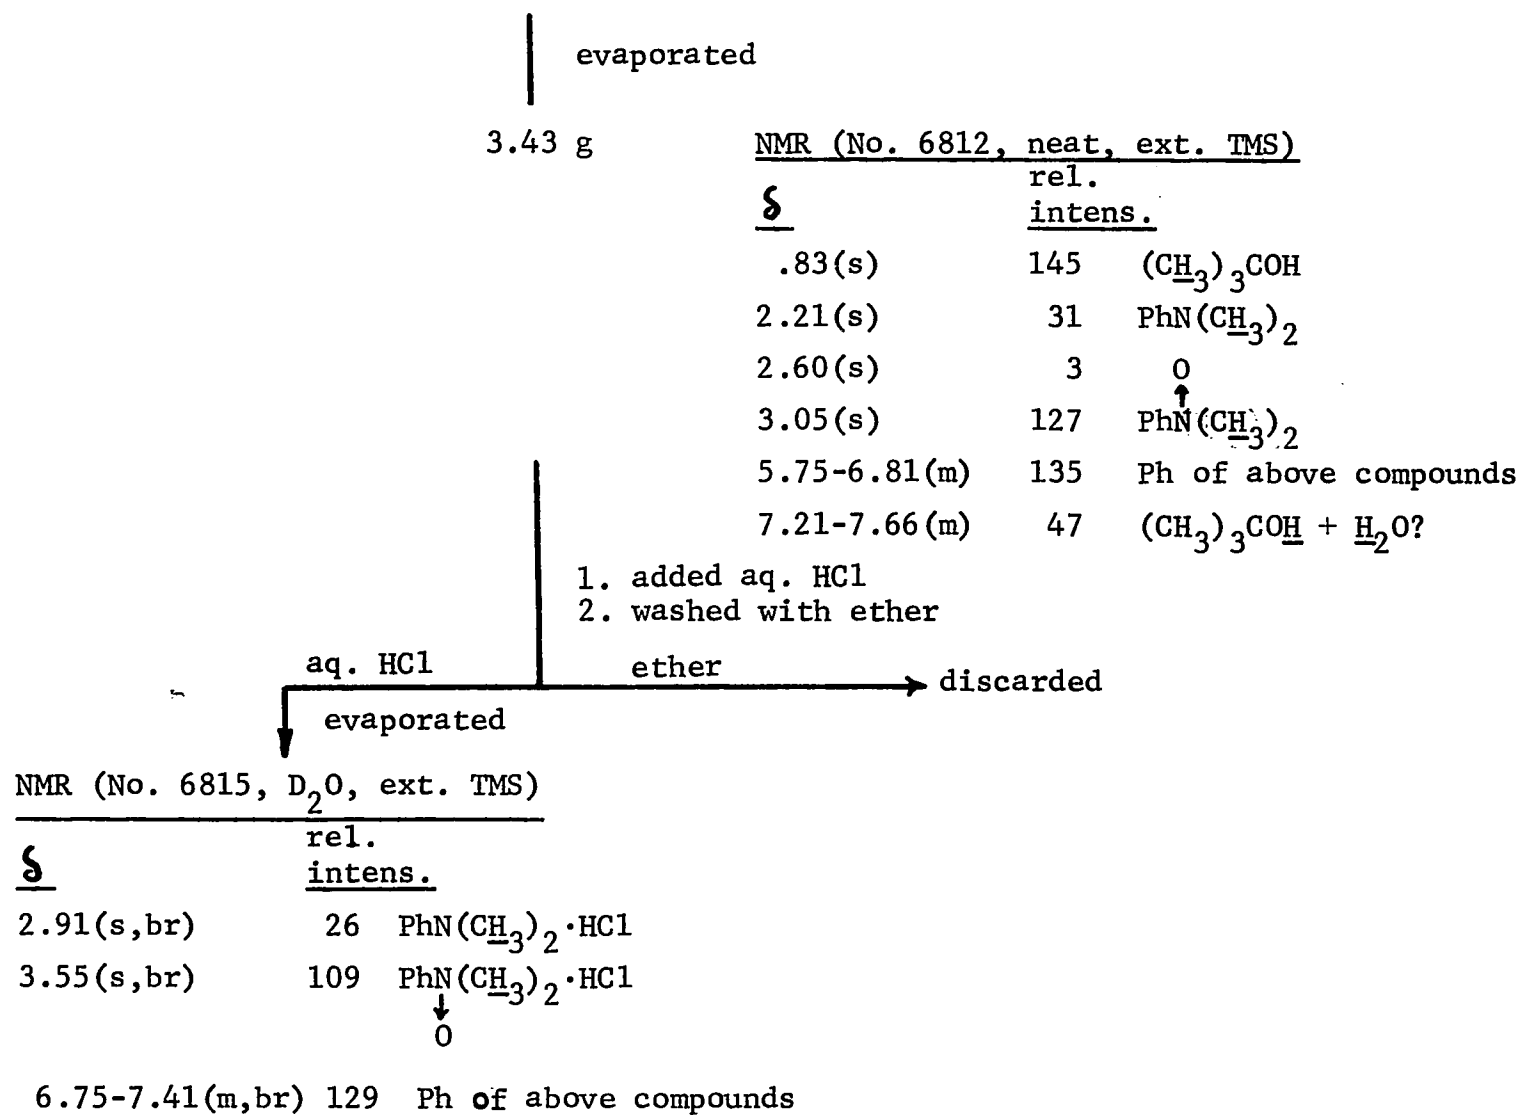 evaporated
3.43 g
NMR (No. 6812, neat, ext. TMS)
δ rel. intens.
.83(s) 145 (CH3)3COH
2.21(s) 31 PhN(CH3)2
2.60(s) 3 O
↑
3.05(s) 127 PhN(CH3)2
5.75-6.81(m) 135 Ph of above compounds
7.21-7.66(m) 47 (CH3)3COH + H2O?
1. added aq. HCl
2. washed with ether
aq. HCl
ether
discarded
evaporated
NMR (No. 6815, D2O, ext. TMS)
δ rel. intens.
2.91(s,br) 26 PhN(CH3)2·HCl
3.55(s,br) 109 PhN(CH3)2·HCl
↓
O
6.75-7.41(m,br) 129 Ph of above compounds